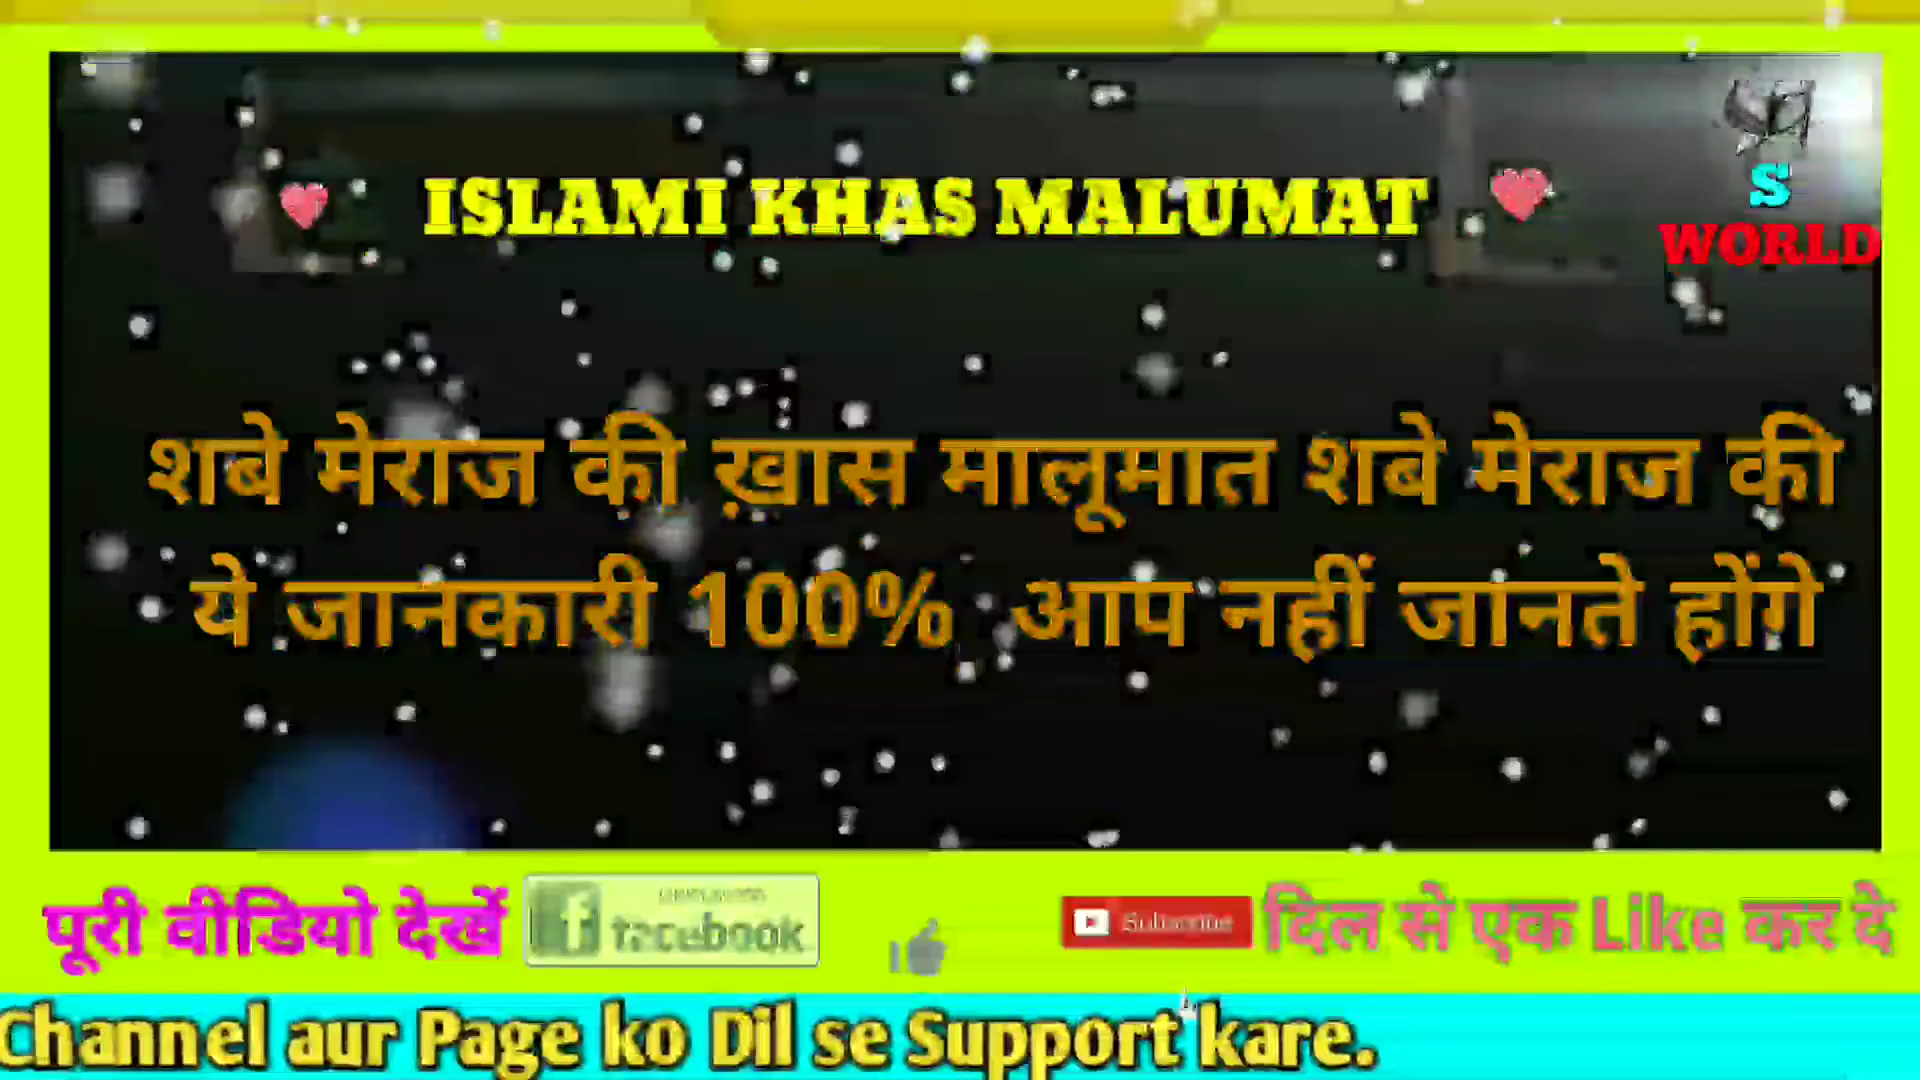 ISLAMI KHAS MALUMAT
S
WORLD
शबे मेराज की ख़ास मालूमात शबे मेराज की
ये जानकारी 100% आप नहीं जानते होंगे
पूरी वीडियो देखें
facebook
Subscribe
दिल से एक Like कर दे
Channel aur Page ko Dil se Support kare.